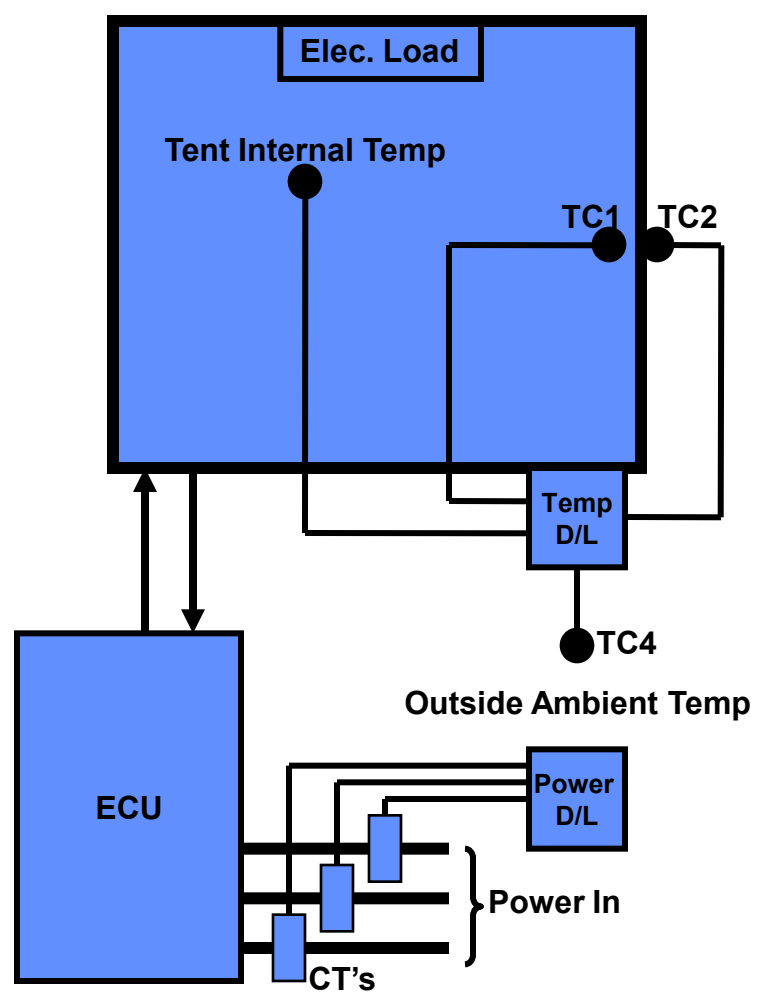 Elec. Load
Tent Internal Temp
TC1
TC2
Temp
D/L
TC4
Outside Ambient Temp
Power
D/L
ECU
Power In
CT’s